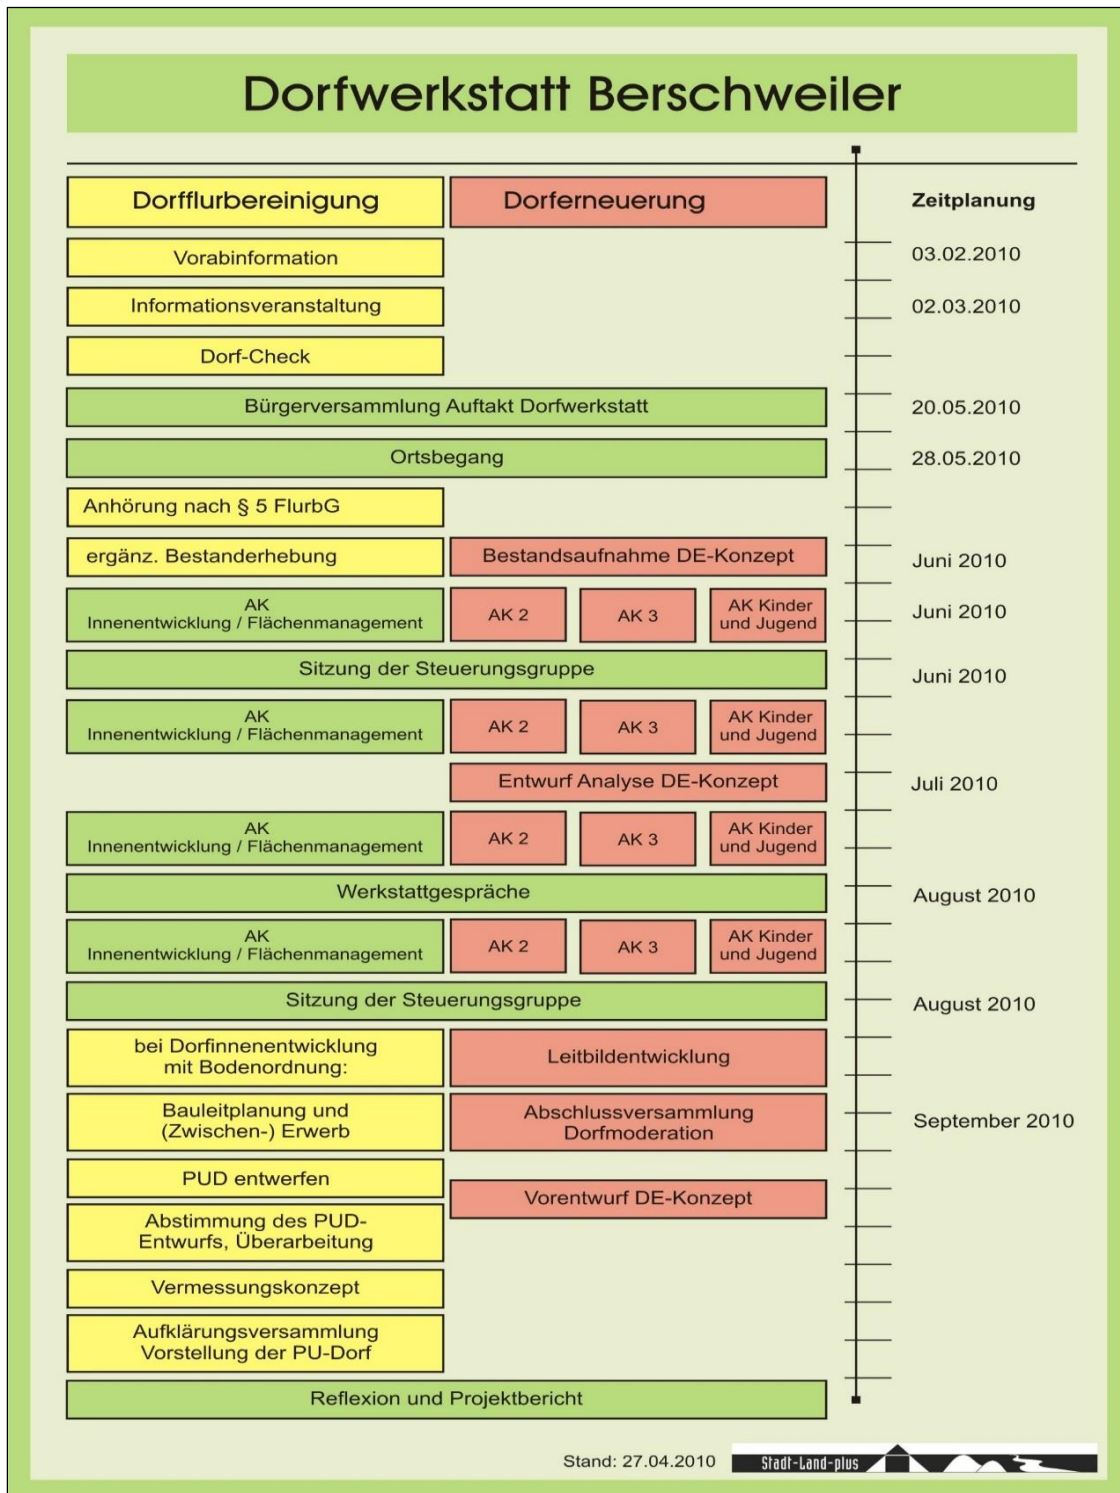 Dorfwerkstatt Berschweiler
Dorfflurbereinigung
Dorferneuerung
Zeitplanung
Vorabinformation
03.02.2010
Informationsveranstaltung
02.03.2010
Dorf-Check
Bürgerversammlung Auftakt Dorfwerkstatt
20.05.2010
Ortsbegang
28.05.2010
Anhörung nach § 5 FlurbG
ergänz. Bestanderhebung
Bestandsaufnahme DE-Konzept
Juni 2010
AK
Innenentwicklung / Flächenmanagement
AK 2
AK 3
AK Kinder
und Jugend
Juni 2010
Sitzung der Steuerungsgruppe
Juni 2010
AK
Innenentwicklung / Flächenmanagement
AK 2
AK 3
AK Kinder
und Jugend
Entwurf Analyse DE-Konzept
Juli 2010
AK
Innenentwicklung / Flächenmanagement
AK 2
AK 3
AK Kinder
und Jugend
Werkstattgespräche
August 2010
AK
Innenentwicklung / Flächenmanagement
AK 2
AK 3
AK Kinder
und Jugend
Sitzung der Steuerungsgruppe
August 2010
bei Dorfinnenentwicklung
mit Bodenordnung:
Leitbildentwicklung
Bauleitplanung und
(Zwischen-) Erwerb
Abschlussversammlung
Dorfmoderation
September 2010
PUD entwerfen
Vorentwurf DE-Konzept
Abstimmung des PUD-
Entwurfs, Überarbeitung
Vermessungskonzept
Aufklärungsversammlung
Vorstellung der PU-Dorf
Reflexion und Projektbericht
Stand: 27.04.2010
Stadt-Land-plus